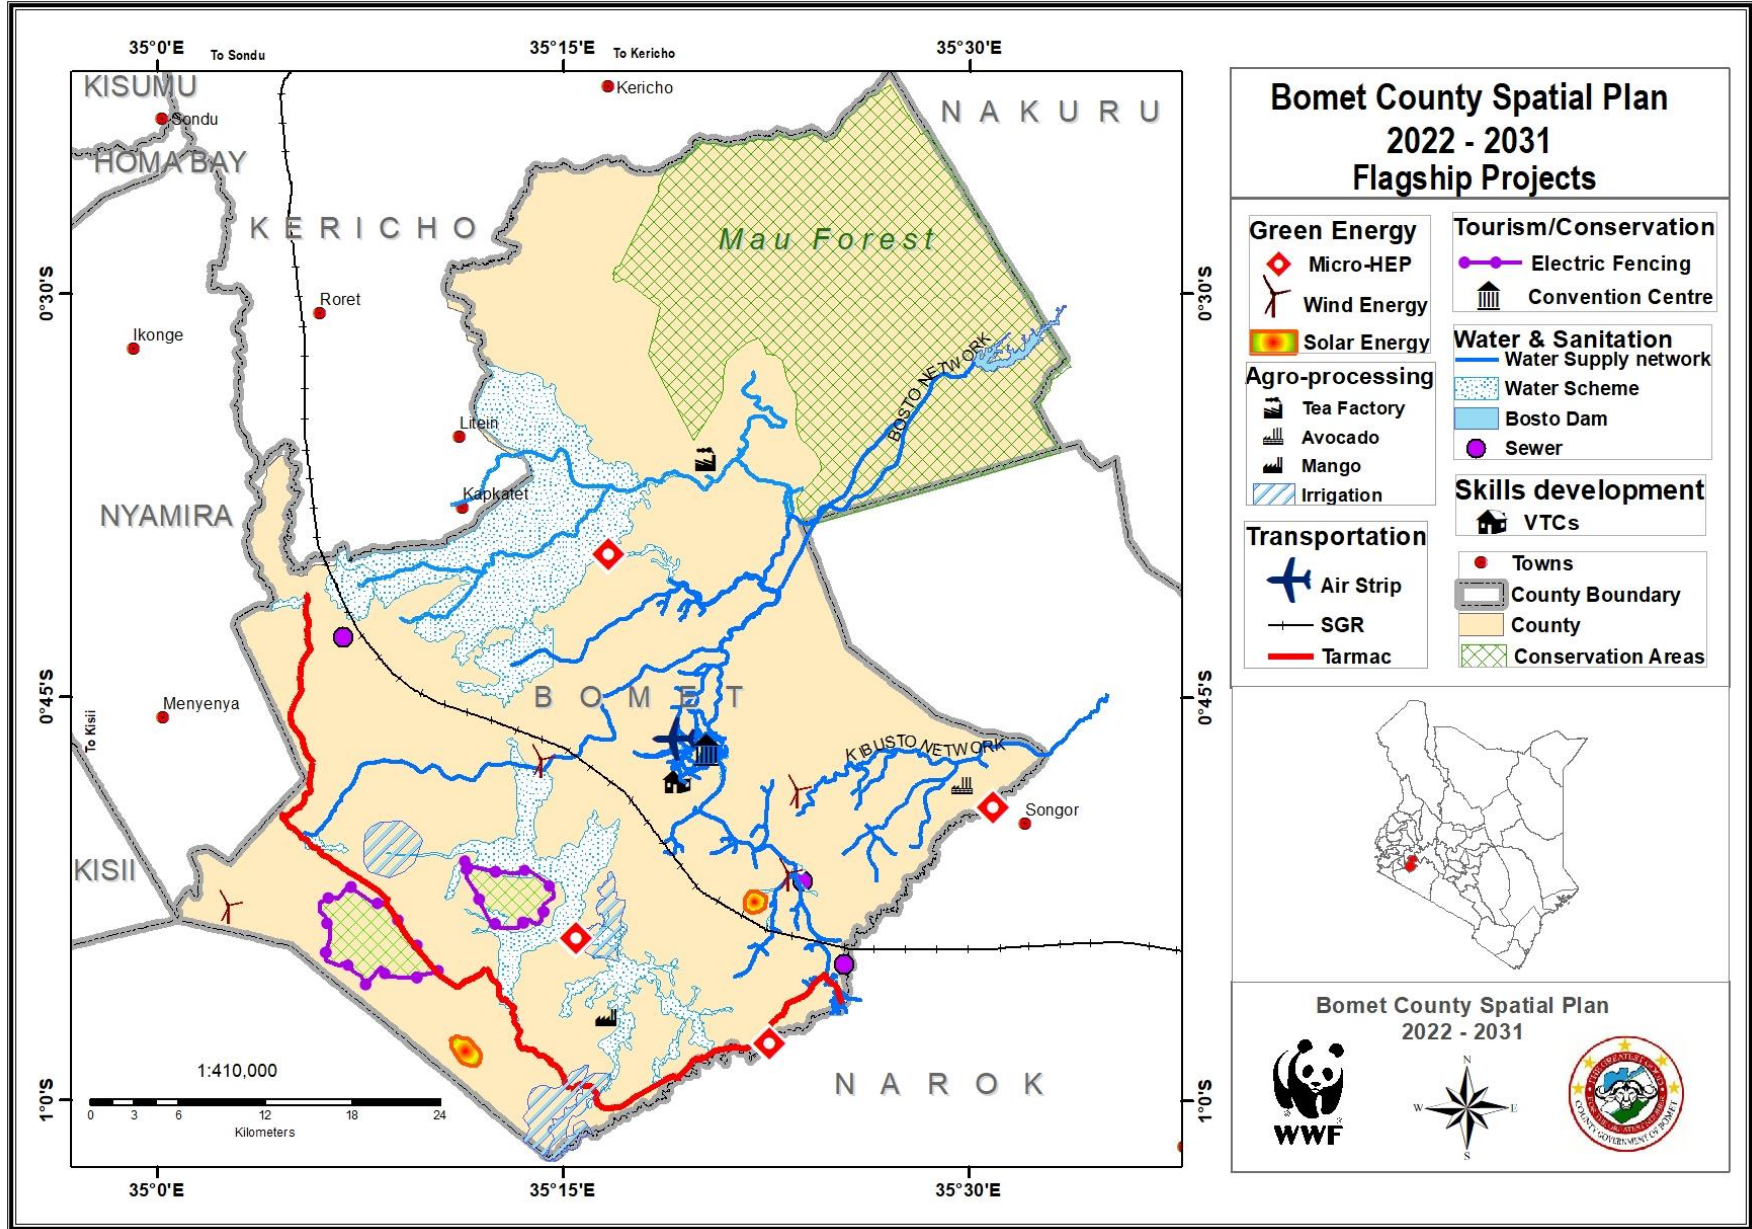 35°0'E
To Sondu
35°15'E
To Kericho
35°30'E
KISUMU
Sondu
HOMA BAY
KERICHO
Kericho
NAKURU
Mau Forest
0°30'S
0°30'S
Roret
Ikonge
BOSTO NETWORK
Litein
Kapkatet
NYAMIRA
0°45'S
0°45'S
To Kisii
Menyenya
BOMET
KIBUSTO NETWORK
Songor
KISII
1:410,000
0 3 6 12 18 24
Kilometers
NAROK
1°0'S
1°0'S
35°0'E
35°15'E
35°30'E
Bomet County Spatial Plan
2022 - 2031
Flagship Projects
Green Energy
Micro-HEP
Wind Energy
Solar Energy
Agro-processing
Tea Factory
Avocado
Mango
Irrigation
Transportation
Air Strip
SGR
Tarmac
Tourism/Conservation
Electric Fencing
Convention Centre
Water & Sanitation
Water Supply network
Water Scheme
Bosto Dam
Sewer
Skills development
VTCs
Towns
County Boundary
County
Conservation Areas
Bomet County Spatial Plan
2022 - 2031
WWF
N
W
E
S
COUNTY GOVERNMENT OF BOMET